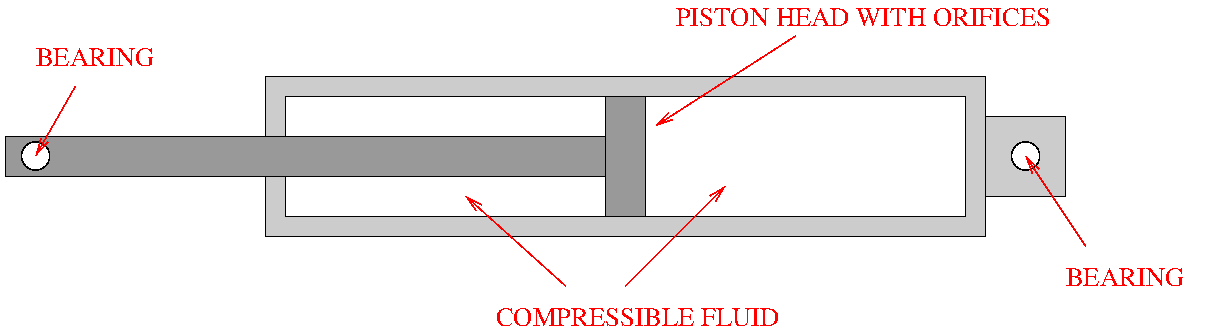 PISTON HEAD WITH ORIFICES
BEARING
BEARING
COMPRESSIBLE FLUID